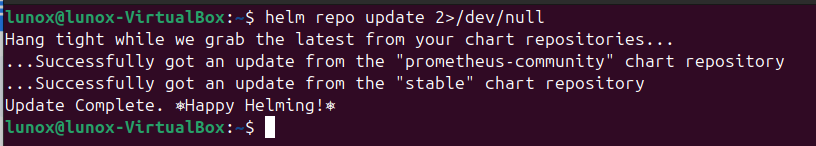 lunox@lunox-VirtualBox:~$ helm repo update 2>/dev/null
Hang tight while we grab the latest from your chart repositories...
...Successfully got an update from the "prometheus-community" chart repository
...Successfully got an update from the "stable" chart repository
Update Complete. ⎈Happy Helming!⎈
lunox@lunox-VirtualBox:~$